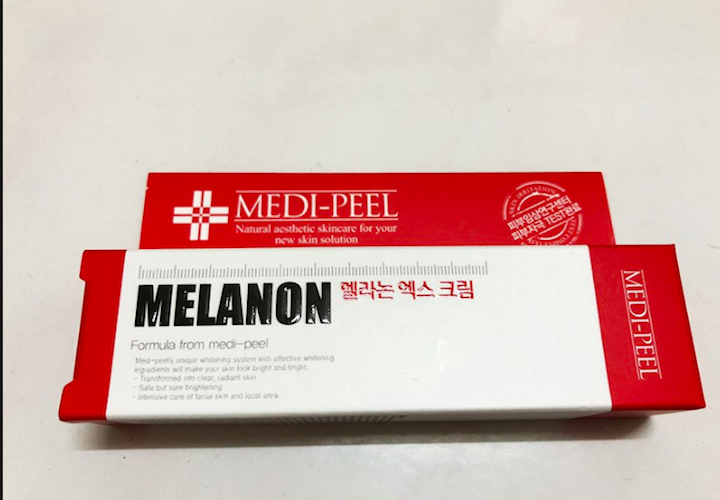 MEDI-PEEL
Natural aesthetic skincare for your
new skin solution
SKIN IRRITATION
피부임상연구센터
피부자극 TEST완료
MELANON 멜라논 엑스 크림
Formula from medi-peel
Medi-peel's unique whitening system with effective whitening
ingredients will make your skin look bright and bright.
- Transformed into clear, radiant skin
- Safe but sure brightening
- Intensive care of facial skin and local area
MEDI-PEEL